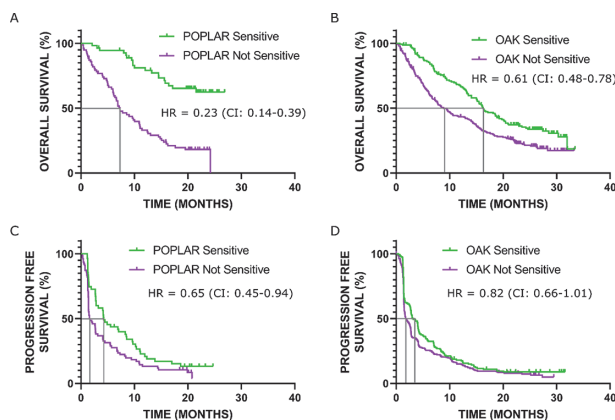 A
POPLAR Sensitive
POPLAR Not Sensitive
OVERALL SURVIVAL (%)
100
50
0
HR = 0.23 (CI: 0.14-0.39)
0 10 20 30 40
TIME (MONTHS)
B
OAK Sensitive
OAK Not Sensitive
OVERALL SURVIVAL (%)
100
50
0
HR = 0.61 (CI: 0.48-0.78)
0 10 20 30 40
TIME (MONTHS)
C
POPLAR Sensitive
POPLAR Not Sensitive
PROGRESSION FREE
SURVIVAL (%)
100
50
0
HR = 0.65 (CI: 0.45-0.94)
0 10 20 30 40
TIME (MONTHS)
D
OAK Sensitive
OAK Not Sensitive
PROGRESSION FREE
SURVIVAL (%)
100
50
0
HR = 0.82 (CI: 0.66-1.01)
0 10 20 30 40
TIME (MONTHS)